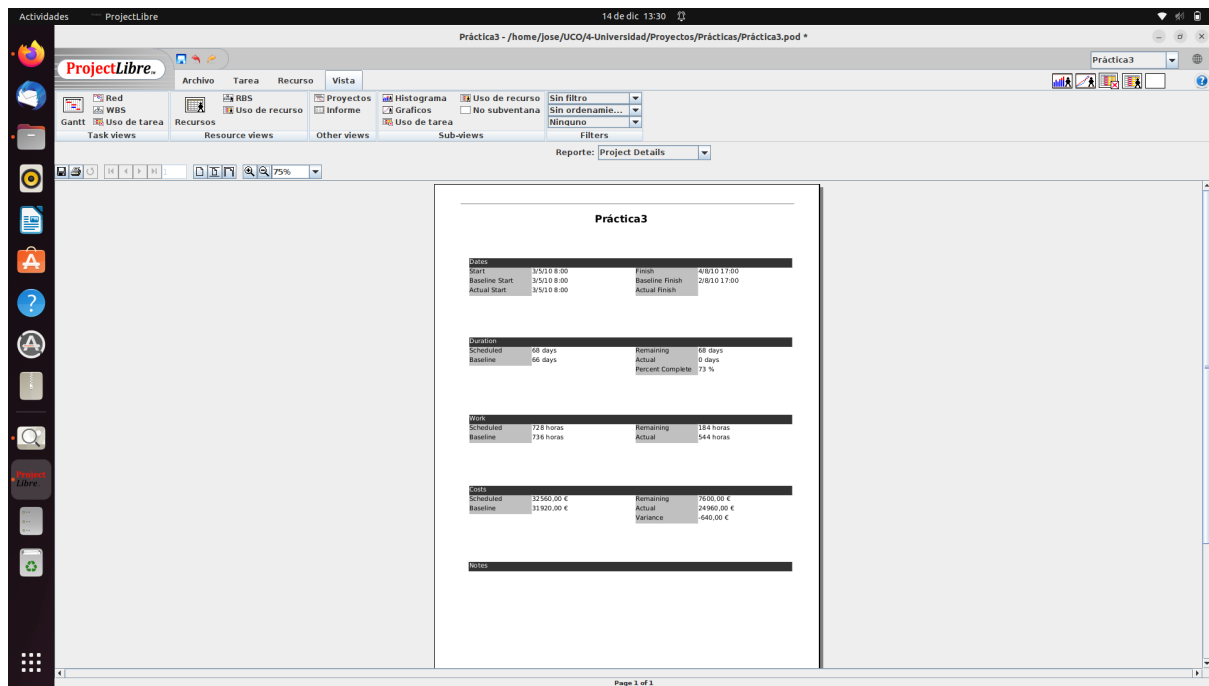 Actividades ProjectLibre 14 de dic 13:30
Práctica3 - /home/jose/UCO/4-Universidad/Proyectos/Prácticas/Práctica3.pod *
ProjectLibre Práctica3
Archivo Tarea Recurso Vista
Red RBS Proyectos Histograma Uso de recurso Sin filtro
WBS Uso de recurso Informe Graficos No subventana Sin ordenamie...
Gantt Uso de tarea Recursos Uso de tarea Ninguno
Task views Resource views Other views Sub-views Filters
Reporte: Project Details
75%
Práctica3
Dates
Start 3/5/10 8:00 Finish 4/8/10 17:00
Baseline Start 3/5/10 8:00 Baseline Finish 2/8/10 17:00
Actual Start 3/5/10 8:00 Actual Finish
Duration
Scheduled 68 days Remaining 68 days
Baseline 66 days Actual 0 days
Percent Complete 73 %
Work
Scheduled 728 horas Remaining 184 horas
Baseline 736 horas Actual 544 horas
Costs
Scheduled 32560,00 € Remaining 7600,00 €
Baseline 31920,00 € Actual 24960,00 €
Variance -640,00 €
Notes
Project
Libre.
Page 1 of 1